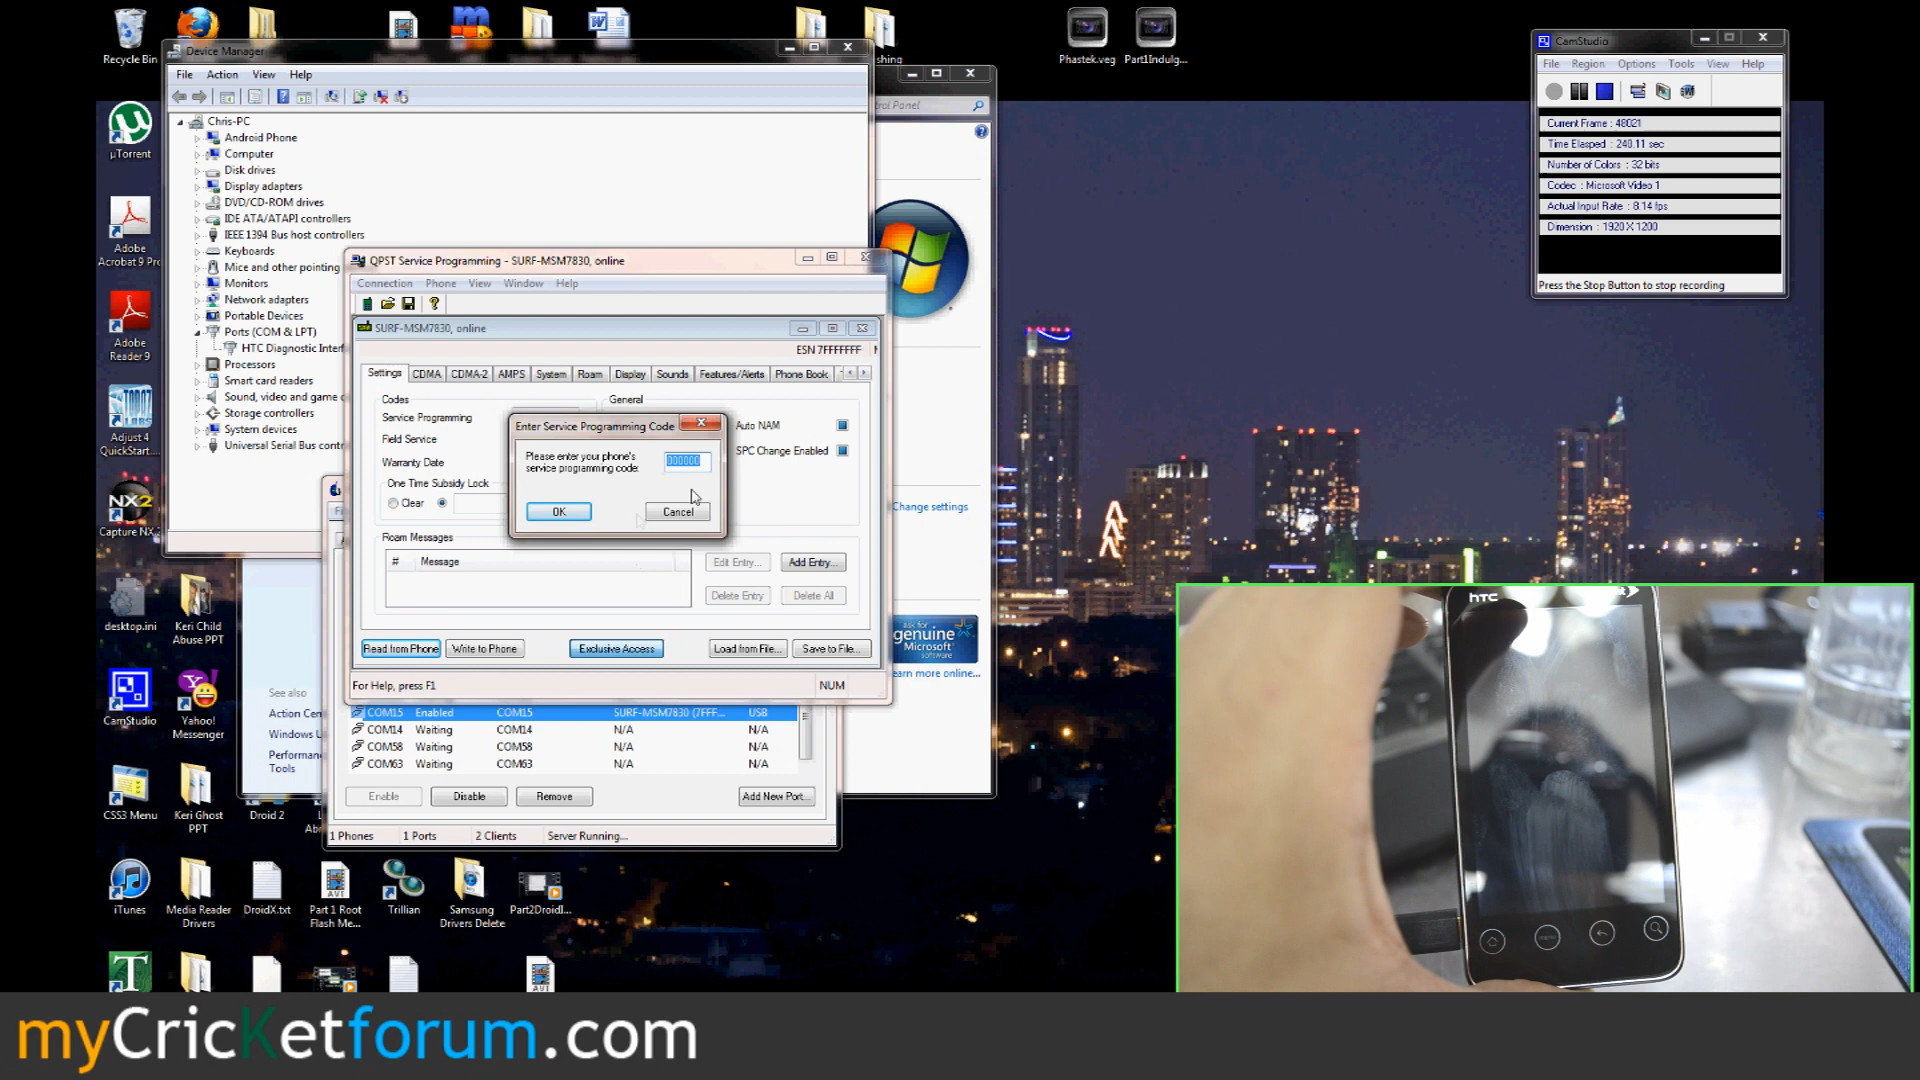 Recycle Bin
shing
Phastek.veg
Part1Indulg...
µTorrent
Adobe
Acrobat 9 Pro
Adobe
Reader 9
Adjust 4
QuickStart...
NX2
desktop.ini
Keri Child
Abuse PPT
CamStudio
Yahoo!
Messenger
CSS3 Menu
Keri Ghost
PPT
Droid 2
iTunes
Media Reader
Drivers
DroidX.txt
Part 1 Root
Flash Me...
Trillian
Samsung
Drivers Delete
Part2DroidI...
AVI
AVI
Device Manager
File Action View Help
Chris-PC
Android Phone
Computer
Disk drives
Display adapters
DVD/CD-ROM drives
IDE ATA/ATAPI controllers
IEEE 1394 Bus host controllers
Keyboards
Mice and other pointing
Monitors
Network adapters
Portable Devices
Ports (COM & LPT)
HTC Diagnostic Interf
Processors
Smart card readers
Sound, video and game c
Storage controllers
System devices
Universal Serial Bus contr
trol Panel
Change settings
ask for
genuine
Microsoft
software
earn more online...
See also
Action Cen
Windows U
Performanc
Tools
QPST Service Programming - SURF-MSM7830, online
Connection Phone View Window Help
SURF-MSM7830, online
ESN 7FFFFFFF
Settings CDMA CDMA-2 AMPS System Roam Display Sounds Features/Alerts Phone Book
Codes
General
Service Programming
Field Service
Warranty Date
One Time Subsidy Lock
Clear
Auto NAM
SPC Change Enabled
Enter Service Programming Code
Please enter your phone's
service programming code:
000000
OK
Cancel
Roam Messages
# Message
Edit Entry...
Add Entry...
Delete Entry
Delete All
Read from Phone
Write to Phone
Exclusive Access
Load from File...
Save to File...
For Help, press F1
NUM
COM15 Enabled COM15 SURF-MSM7830 (7FFF... USB
COM14 Waiting COM14 N/A N/A
COM58 Waiting COM58 N/A N/A
COM63 Waiting COM63 N/A N/A
Enable
Disable
Remove
Add New Port...
1 Phones 1 Ports 2 Clients Server Running...
CamStudio
File Region Options Tools View Help
Current Frame : 48021
Time Elasped : 240.11 sec
Number of Colors : 32 bits
Codec : Microsoft Video 1
Actual Input Rate : 8.14 fps
Dimension : 1920 X 1200
Press the Stop Button to stop recording
hTC
myCricKetforum.com